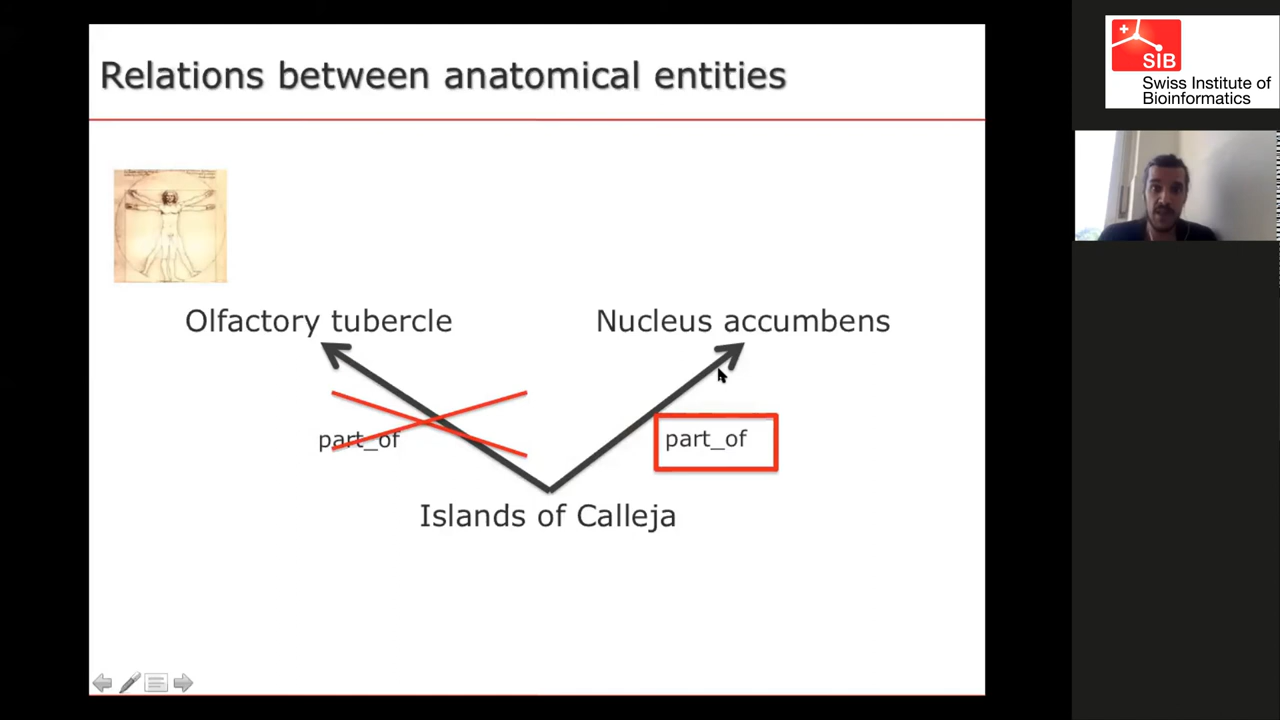 Relations between anatomical entities
SIB
Swiss Institute of
Bioinformatics
Olfactory tubercle
Nucleus accumbens
part_of
part_of
Islands of Calleja